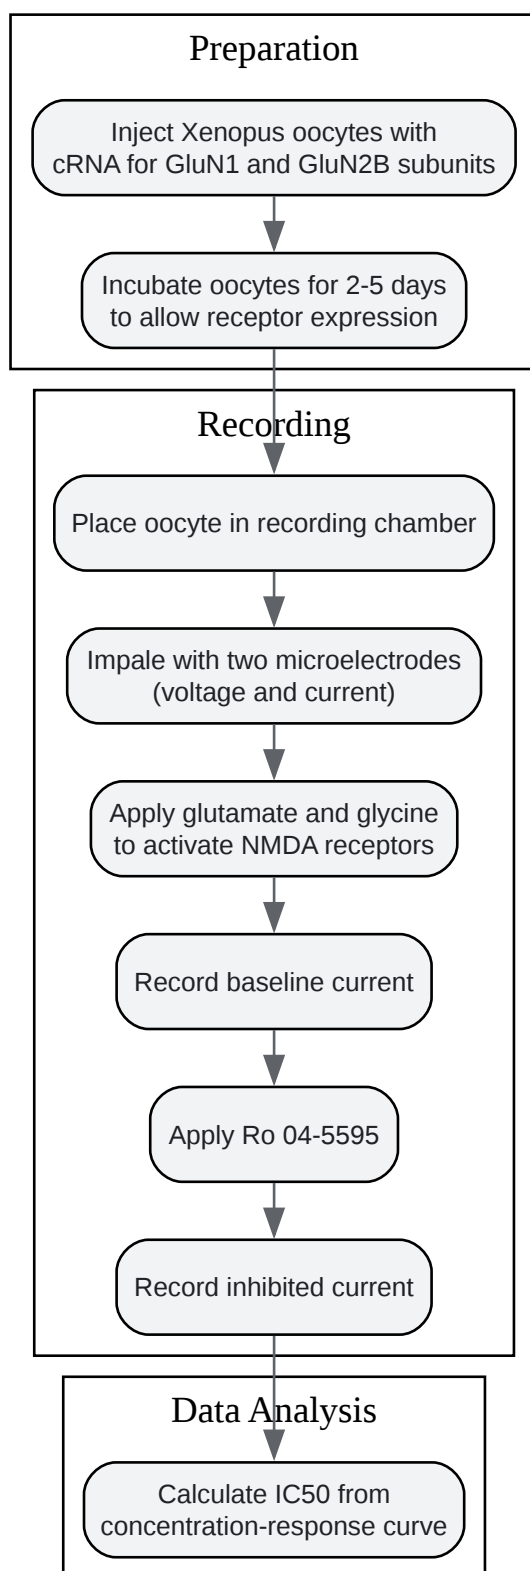 Preparation
Inject Xenopus oocytes with
cRNA for GluN1 and GluN2B subunits
Incubate oocytes for 2-5 days
to allow receptor expression
Recording
Place oocyte in recording chamber
Impale with two microelectrodes
(voltage and current)
Apply glutamate and glycine
to activate NMDA receptors
Record baseline current
Apply Ro 04-5595
Record inhibited current
Data Analysis
Calculate IC50 from
concentration-response curve